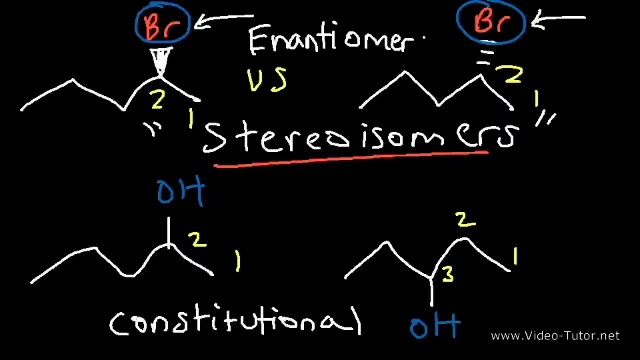 Br Enantiomer Br
VS
2 1 2 1
" Stereoisomers "
OH
2 1 2 1
3
constitutional OH
www.Video-Tutor.net